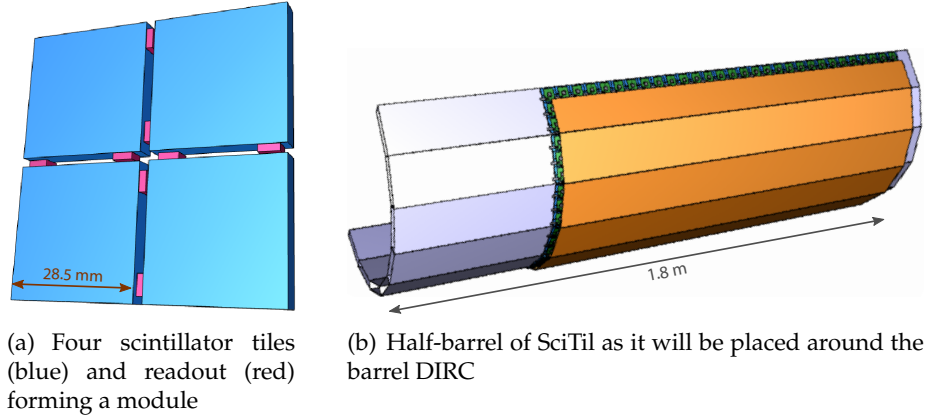 28.5 mm
1.8 m
(a) Four scintillator tiles
(blue) and readout (red)
forming a module
(b) Half-barrel of SciTil as it will be placed around the
barrel DIRC